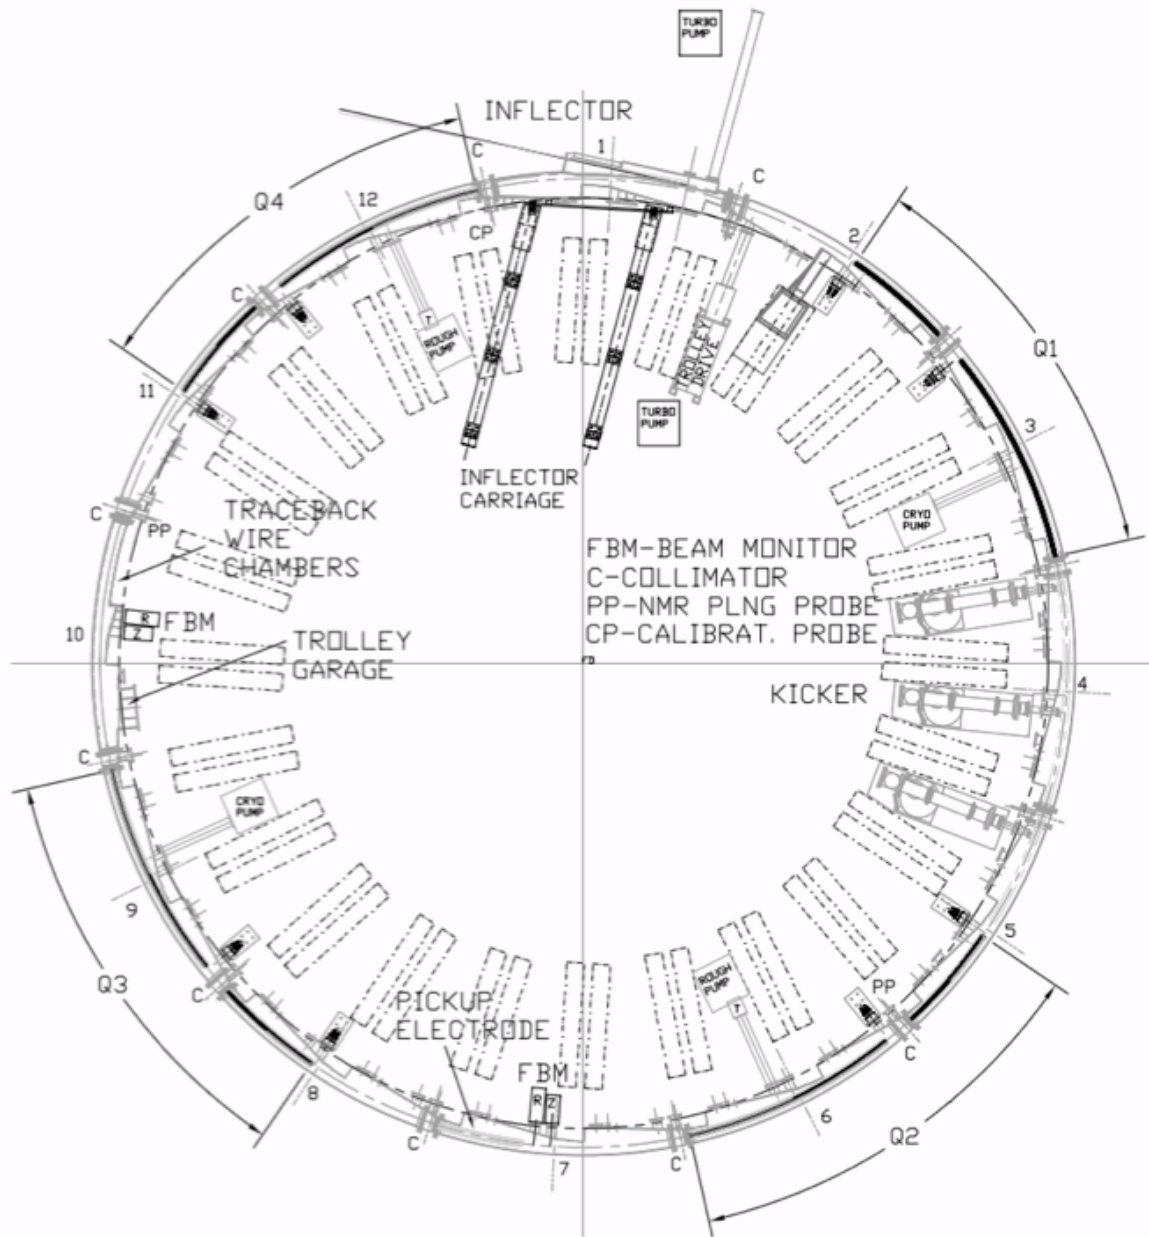 TURBO
PUMP
INFLECTOR
1
C
C
12
Q4
CP
2
C
Q1
T
ROUGH
PUMP
TROLLEY
DRIVE
11
TURBO
PUMP
3
INFLECTOR
CARRIAGE
C
PP
TRACEBACK
WIRE
CHAMBERS
CRYO
PUMP
FBM-BEAM MONITOR
C-COLLIMATOR
PP-NMR PLNG PROBE
CP-CALIBRAT. PROBE
R
Z
FBM
10
TROLLEY
GARAGE
KICKER
4
C
CRYO
PUMP
9
5
Q3
C
ROUGH
PUMP
T
PP
PICKUP
ELECTRODE
C
FBM
8
R
Z
6
Q2
C
7
C